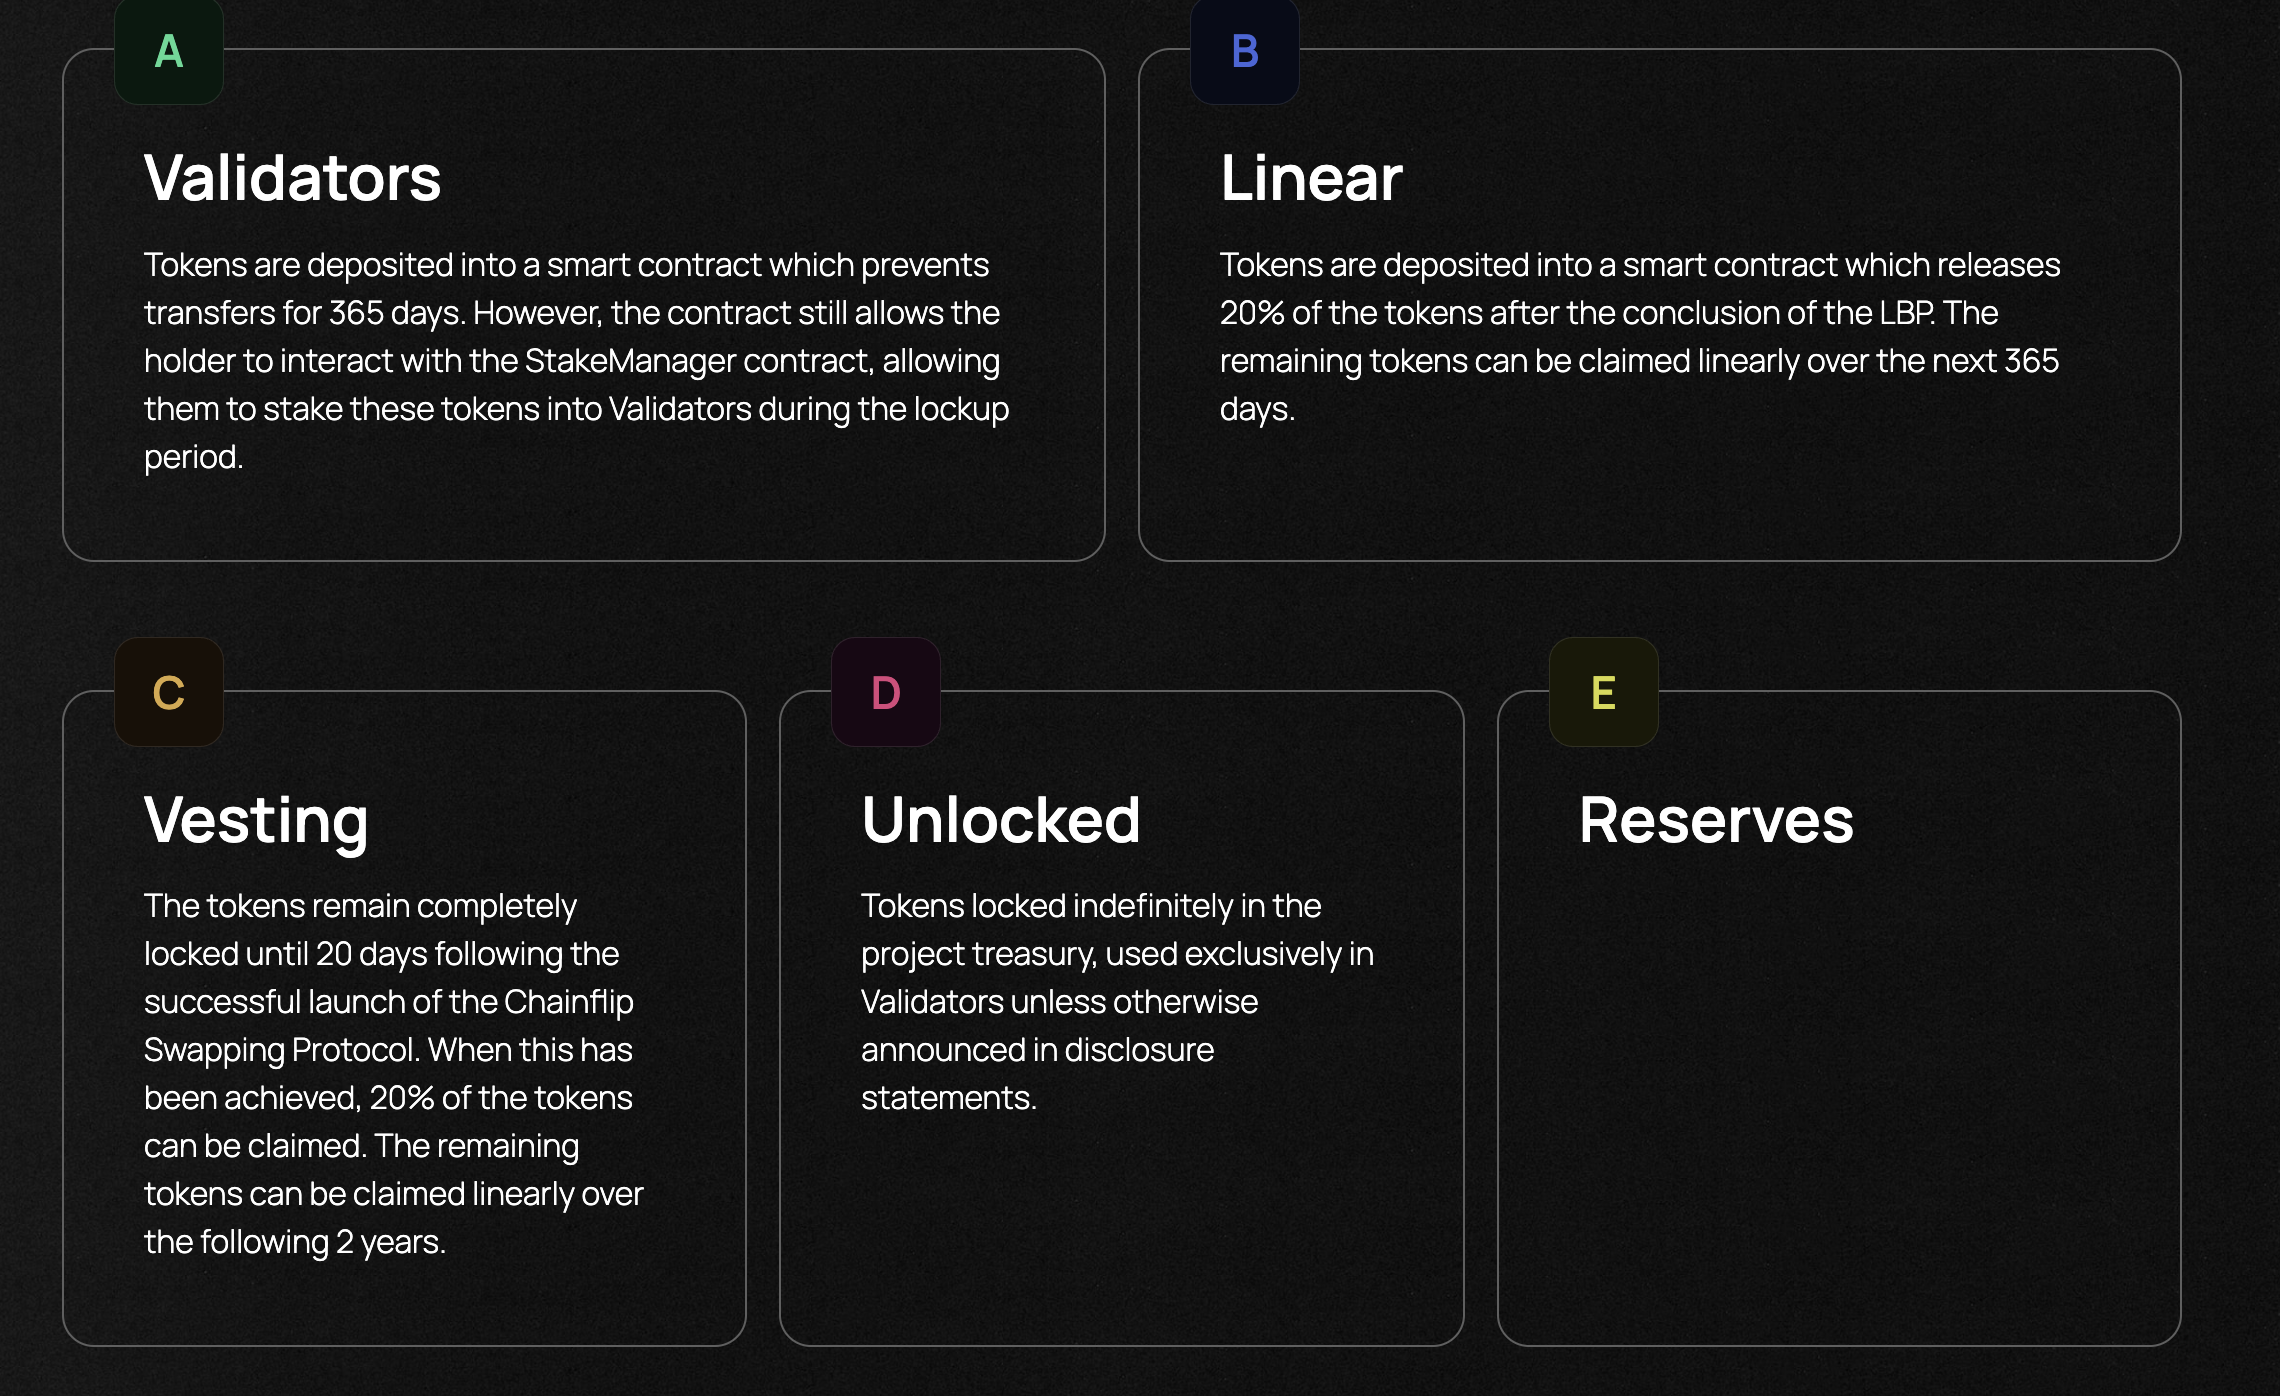 A
Validators
Tokens are deposited into a smart contract which prevents
transfers for 365 days. However, the contract still allows the
holder to interact with the StakeManager contract, allowing
them to stake these tokens into Validators during the lockup
period.
B
Linear
Tokens are deposited into a smart contract which releases
20% of the tokens after the conclusion of the LBP. The
remaining tokens can be claimed linearly over the next 365
days.
C
Vesting
The tokens remain completely
locked until 20 days following the
successful launch of the Chainflip
Swapping Protocol. When this has
been achieved, 20% of the tokens
can be claimed. The remaining
tokens can be claimed linearly over
the following 2 years.
D
Unlocked
Tokens locked indefinitely in the
project treasury, used exclusively in
Validators unless otherwise
announced in disclosure
statements.
E
Reserves